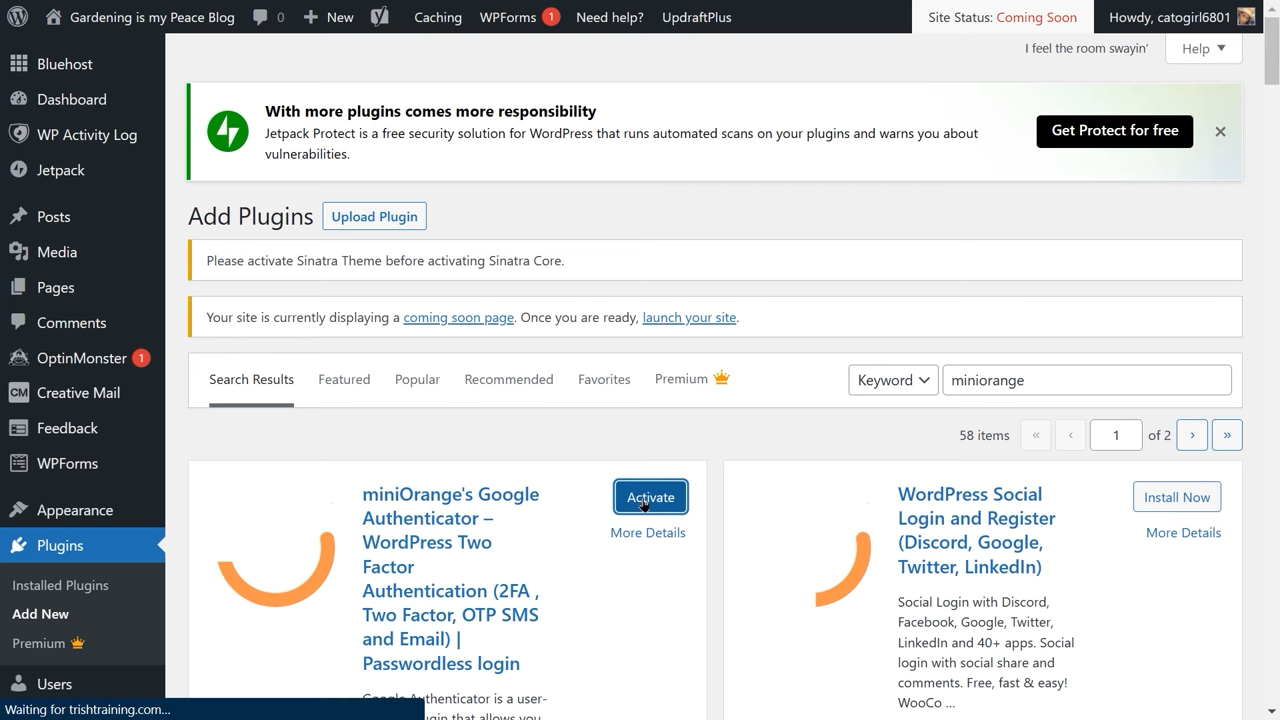 Gardening is my Peace Blog
0
New
Caching
WPForms 1
Need help?
UpdraftPlus
Site Status: Coming Soon
Howdy, catogirl6801
Bluehost
Dashboard
WP Activity Log
Jetpack
Posts
Media
Pages
Comments
OptinMonster 1
CM Creative Mail
Feedback
WPForms
Appearance
Plugins
Installed Plugins
Add New
Premium
Users
Waiting for trishtraining.com...
I feel the room swayin'
Help
With more plugins comes more responsibility
Jetpack Protect is a free security solution for WordPress that runs automated scans on your plugins and warns you about
vulnerabilities.
Get Protect for free
Add Plugins
Upload Plugin
Please activate Sinatra Theme before activating Sinatra Core.
Your site is currently displaying a coming soon page. Once you are ready, launch your site.
Search Results
Featured
Popular
Recommended
Favorites
Premium
Keyword
miniorange
58 items
«
‹
1
of 2
›
»
miniOrange's Google
Authenticator –
WordPress Two
Factor
Authentication (2FA ,
Two Factor, OTP SMS
and Email) |
Passwordless login
Activate
More Details
Google Authenticator is a user-
that allows you
WordPress Social
Login and Register
(Discord, Google,
Twitter, LinkedIn)
Install Now
More Details
Social Login with Discord,
Facebook, Google, Twitter,
LinkedIn and 40+ apps. Social
login with social share and
comments. Free, fast & easy!
WooCo ...